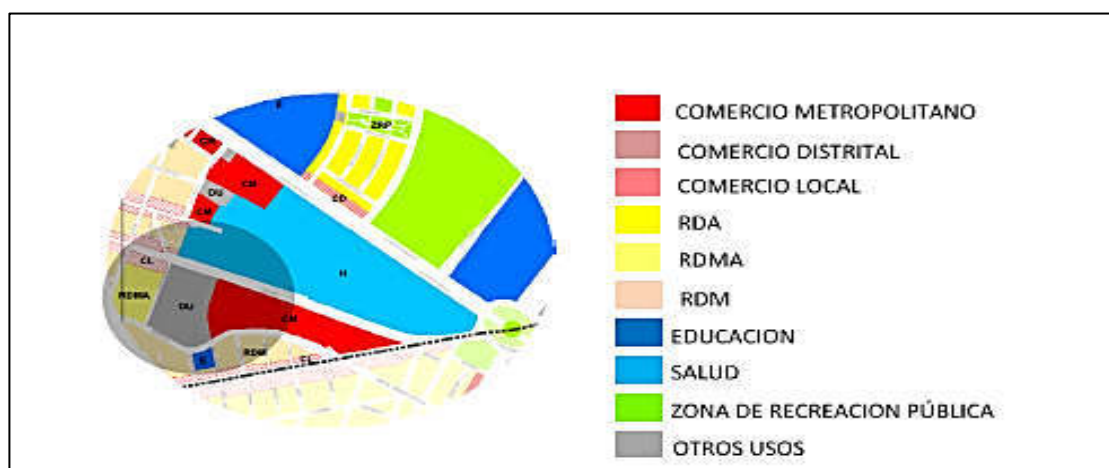 E
ZRP
CM
CM
OU
CD
CM
CL
H
RDMA
OU
CM
E
RDM
CL
COMERCIO METROPOLITANO
COMERCIO DISTRITAL
COMERCIO LOCAL
RDA
RDMA
RDM
EDUCACION
SALUD
ZONA DE RECREACION PÚBLICA
OTROS USOS